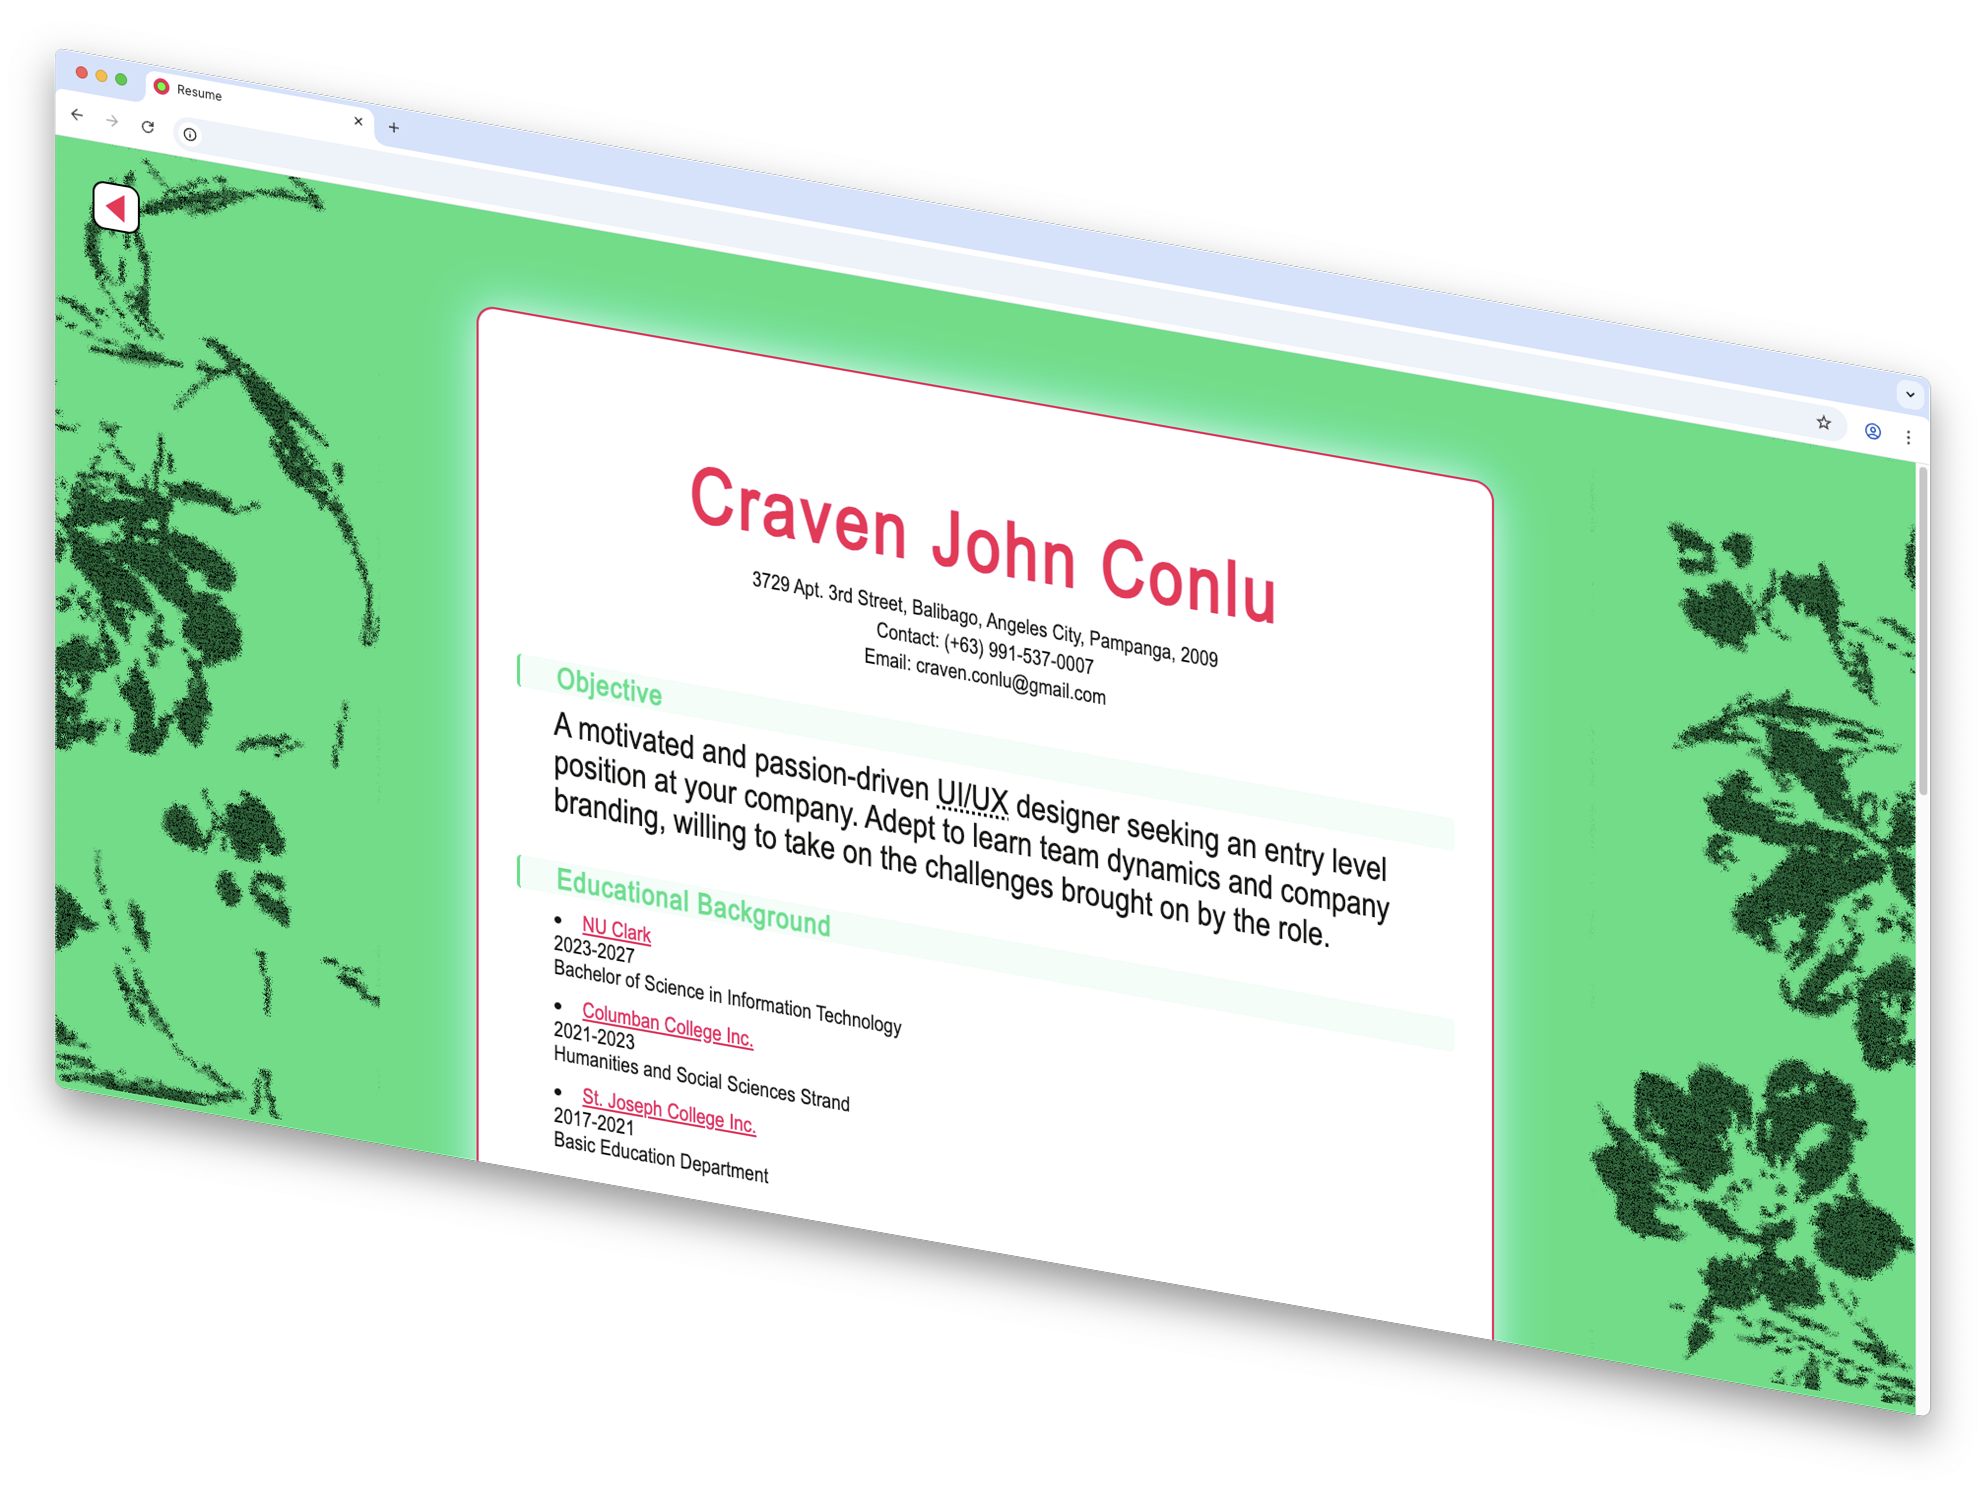 Resume
Craven John Conlu
3729 Apt. 3rd Street, Balibago, Angeles City, Pampanga, 2009
Contact: (+63) 991-537-0007
Email: craven.conlu@gmail.com
Objective
A motivated and passion-driven UI/UX designer seeking an entry level
position at your company. Adept to learn team dynamics and company
branding, willing to take on the challenges brought on by the role.
Educational Background
• NU Clark
2023-2027
Bachelor of Science in Information Technology
• Columban College Inc.
2021-2023
Humanities and Social Sciences Strand
• St. Joseph College Inc.
2017-2021
Basic Education Department